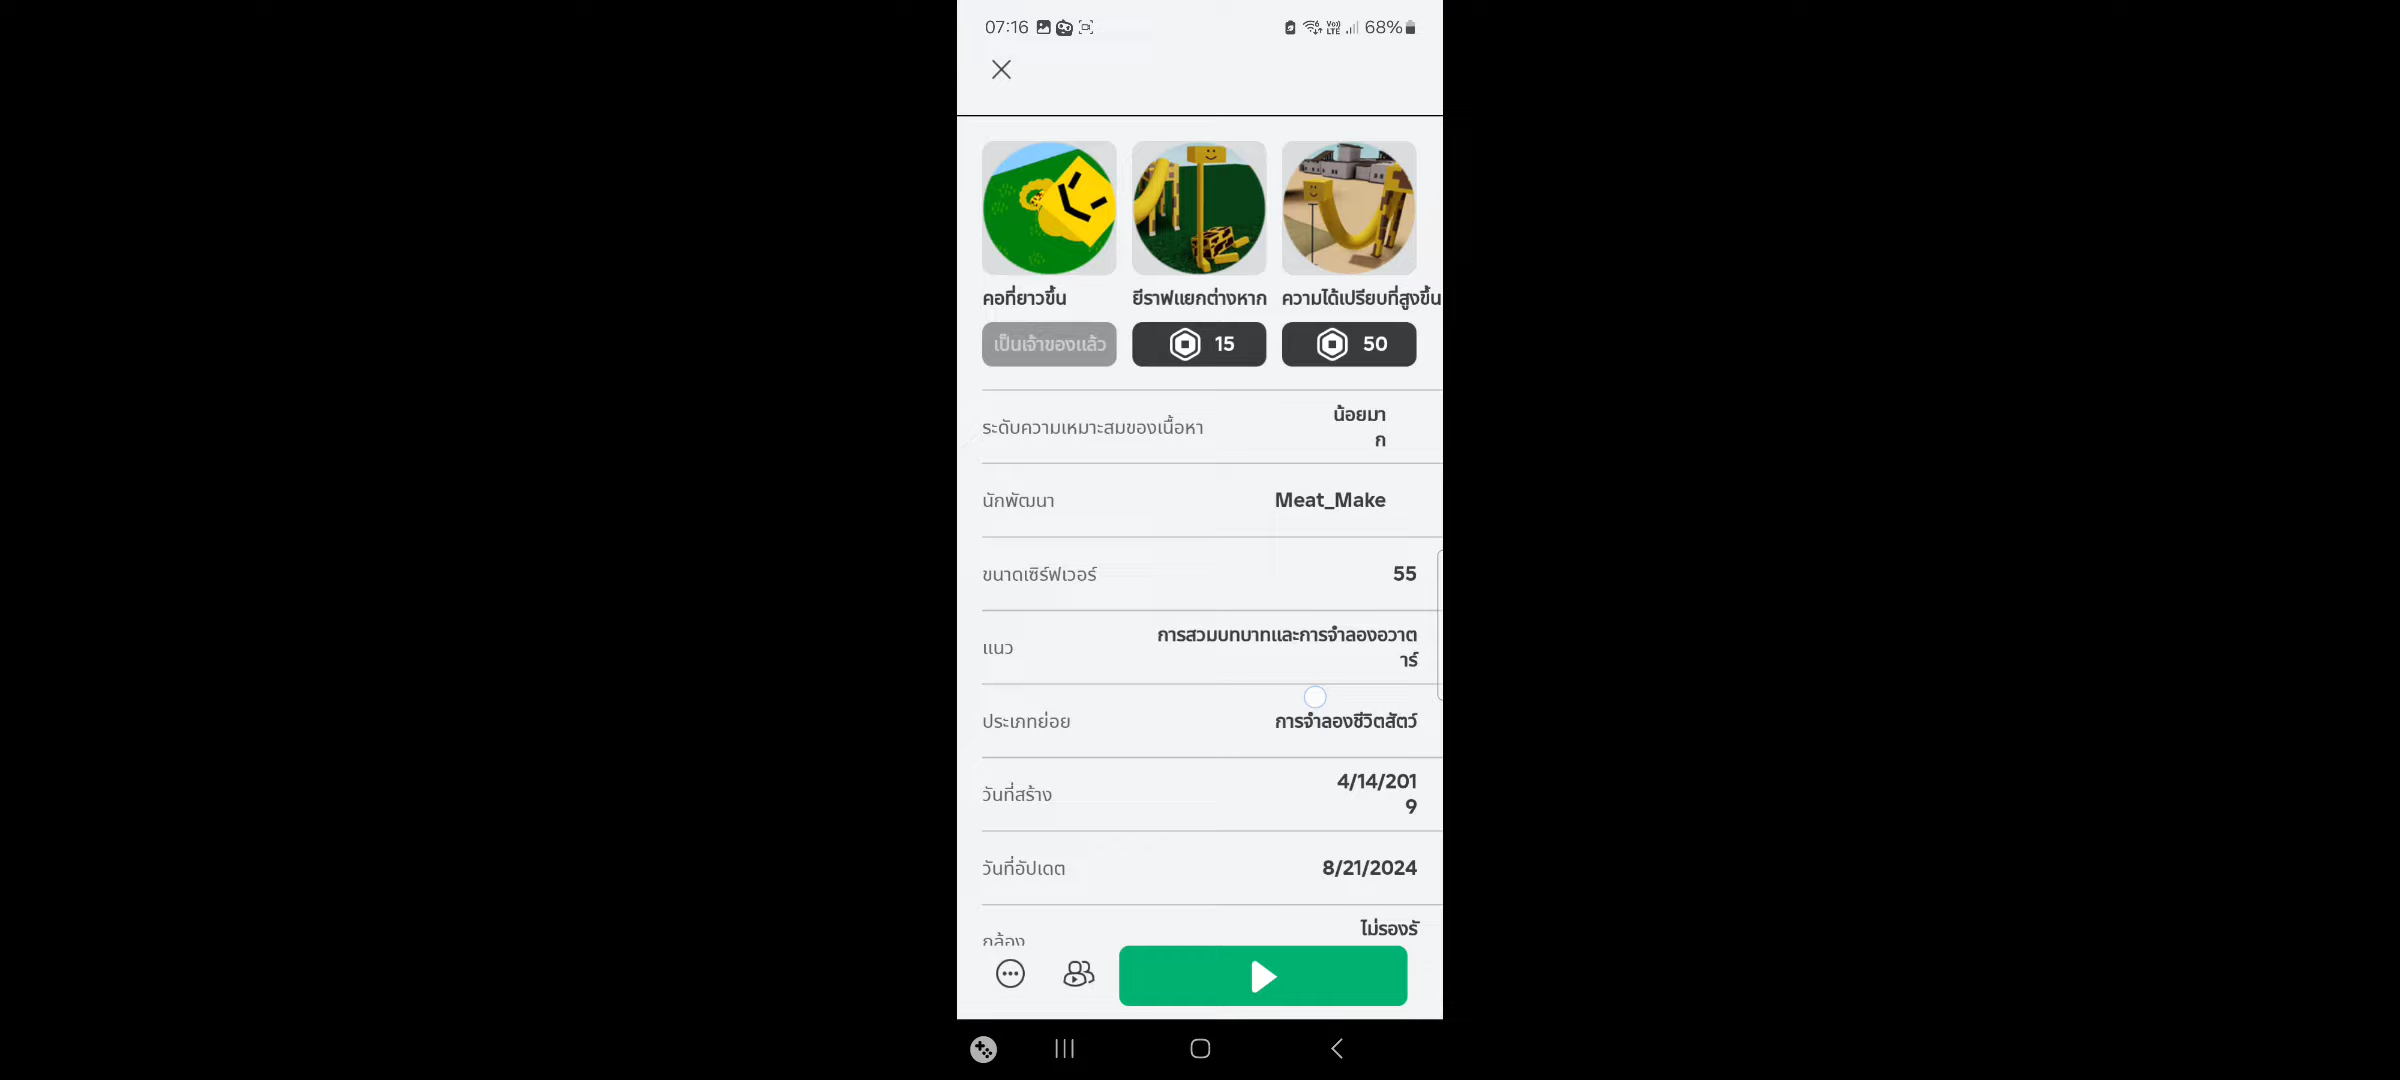 07:16
Vo)) LTE
68%
คอที่ยาวขึ้น
ยีราฟแยกต่างหาก
ความได้เปรียบที่สูงขึ้น
เป็นเจ้าของแล้ว
15
50
ระดับความเหมาะสมของเนื้อหา
น้อยมา
ก
นักพัฒนา
Meat_Make
ขนาดเซิร์ฟเวอร์
55
แนว
การสวมบทบาทและการจำลองอวาต
าร์
ประเภทย่อย
การจำลองชีวิตสัตว์
วันที่สร้าง
4/14/201
9
วันที่อัปเดต
8/21/2024
กล้อง
ไม่รองรั